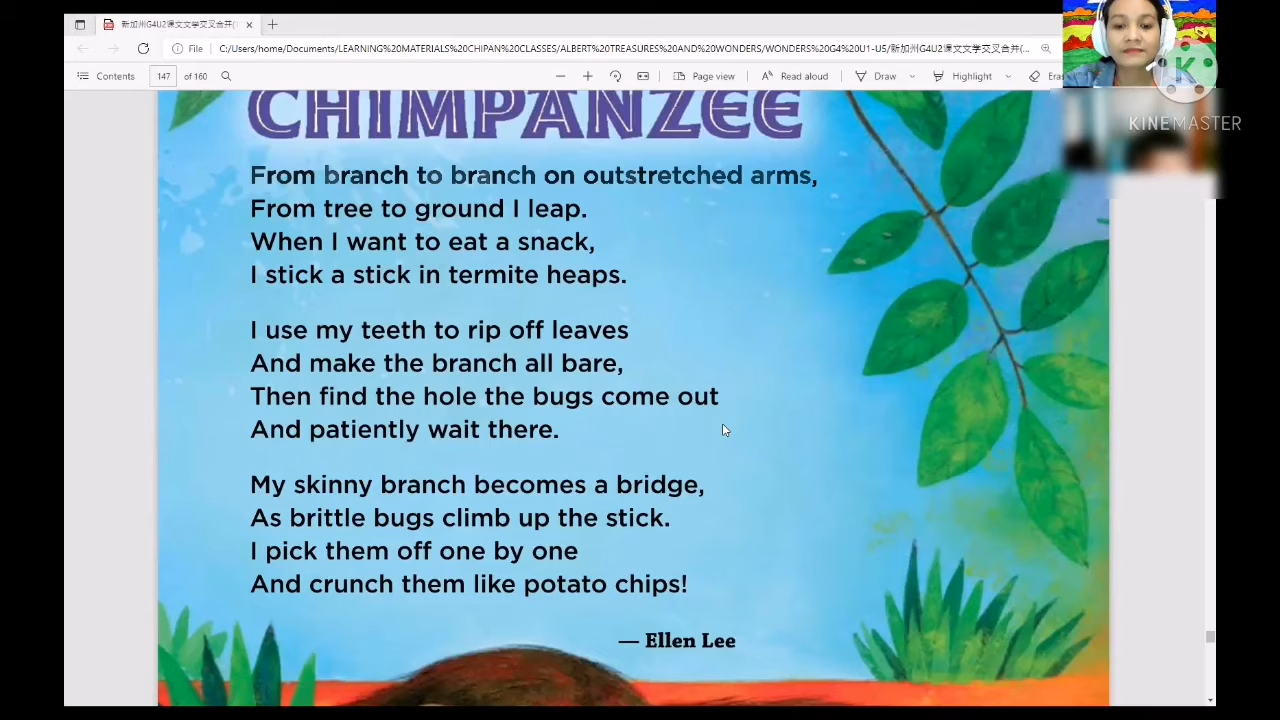 新加州G4U2课文文学交叉合并(
File
C:/Users/home/Documents/LEARNING%20MATERIALS%20CHINESE%20CLASSES/ALBERT%20TREASURES%20AND%20WONDERS/WONDERS%20G4%20U1-U5/新加州G4U2课文文学交叉合并(...
Contents
147
of 160
Page view
Read aloud
Draw
Highlight
K
KINEMASTER
CHIMPANZEE
From branch to branch on outstretched arms,
From tree to ground I leap.
When I want to eat a snack,
I stick a stick in termite heaps.
I use my teeth to rip off leaves
And make the branch all bare,
Then find the hole the bugs come out
And patiently wait there.
My skinny branch becomes a bridge,
As brittle bugs climb up the stick.
I pick them off one by one
And crunch them like potato chips!
— Ellen Lee